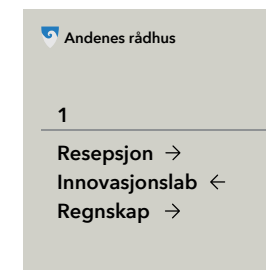 Andenes rådhus
1
Resepsjon →
Innovasjonslab ←
Regnskap →